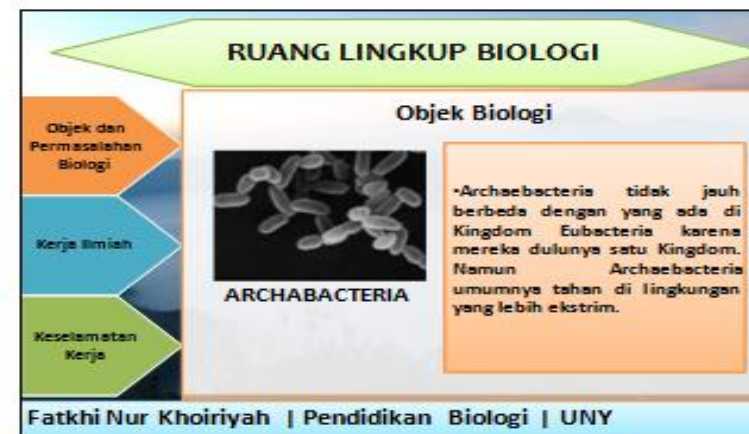 RUANG LINGKUP BIOLOGI
Objek dan
Permasalahan
Biologi
Kerja Ilmiah
Keselamatan
Kerja
Objek Biologi
ARCHABACTERIA
•Archaebacteria tidak jauh
berbeda dengan yang ada di
Kingdom Eubacteria karena
mereka dulunya satu Kingdom.
Namun Archaebacteria
umumnya tahan di lingkungan
yang lebih ekstrim.
Fatkhi Nur Khoiriyah | Pendidikan Biologi | UNY